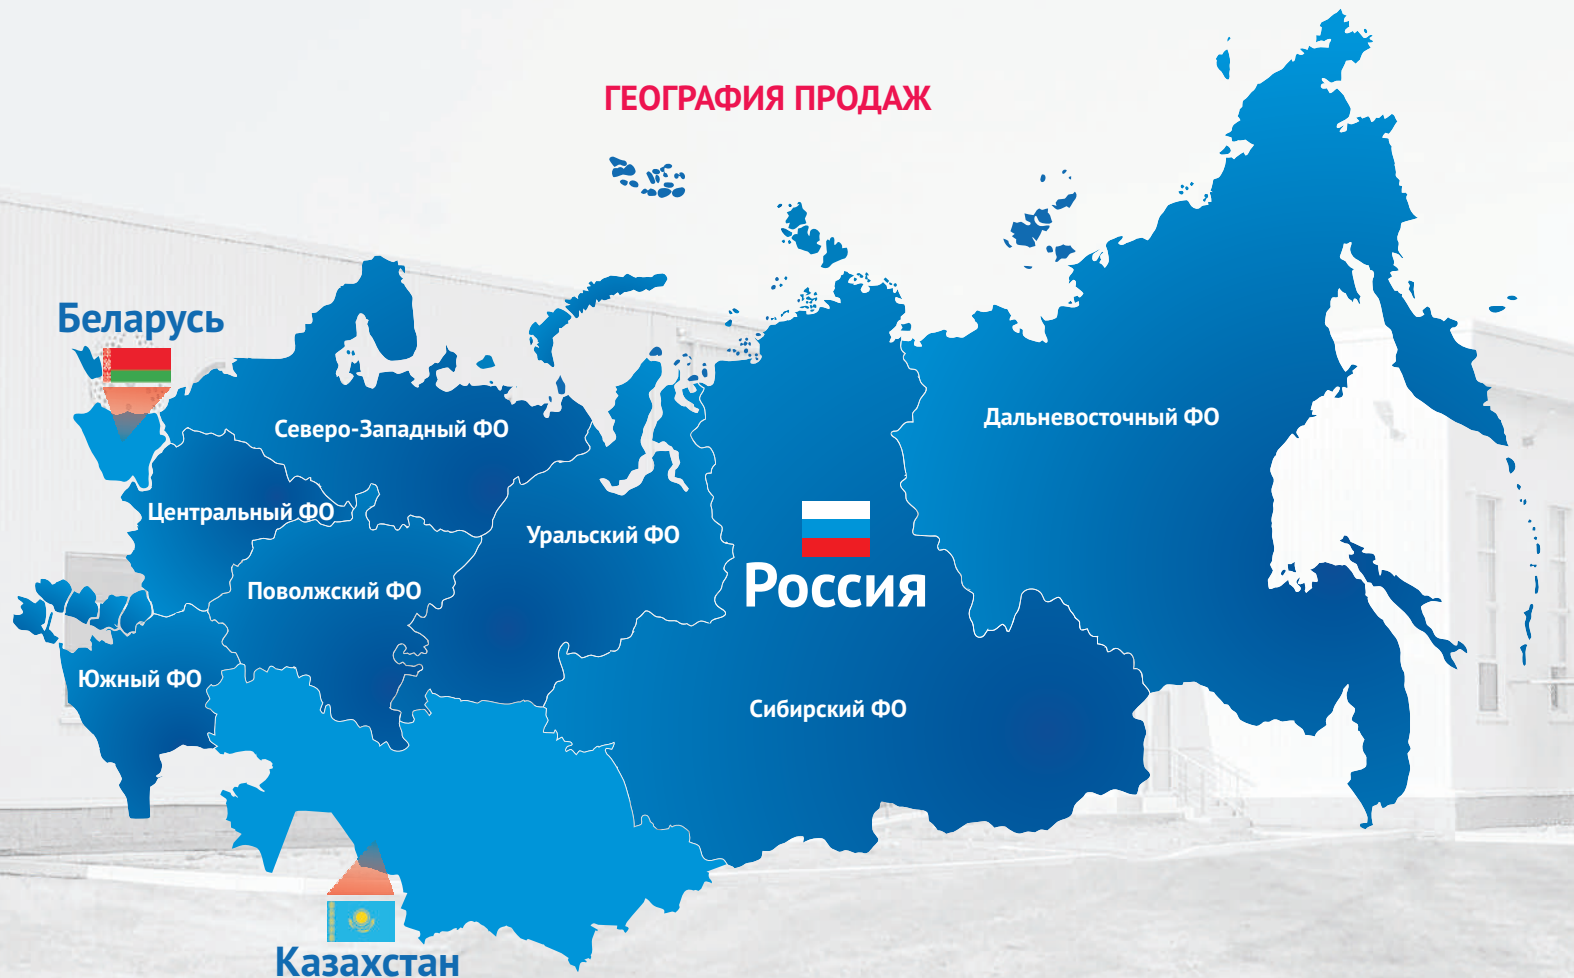 ГЕОГРАФИЯ ПРОДАЖ
Беларусь
Северо-Западный ФО
Дальневосточный ФО
Центральный ФО
Уральский ФО
Поволжский ФО
Россия
Южный ФО
Сибирский ФО
Казахстан